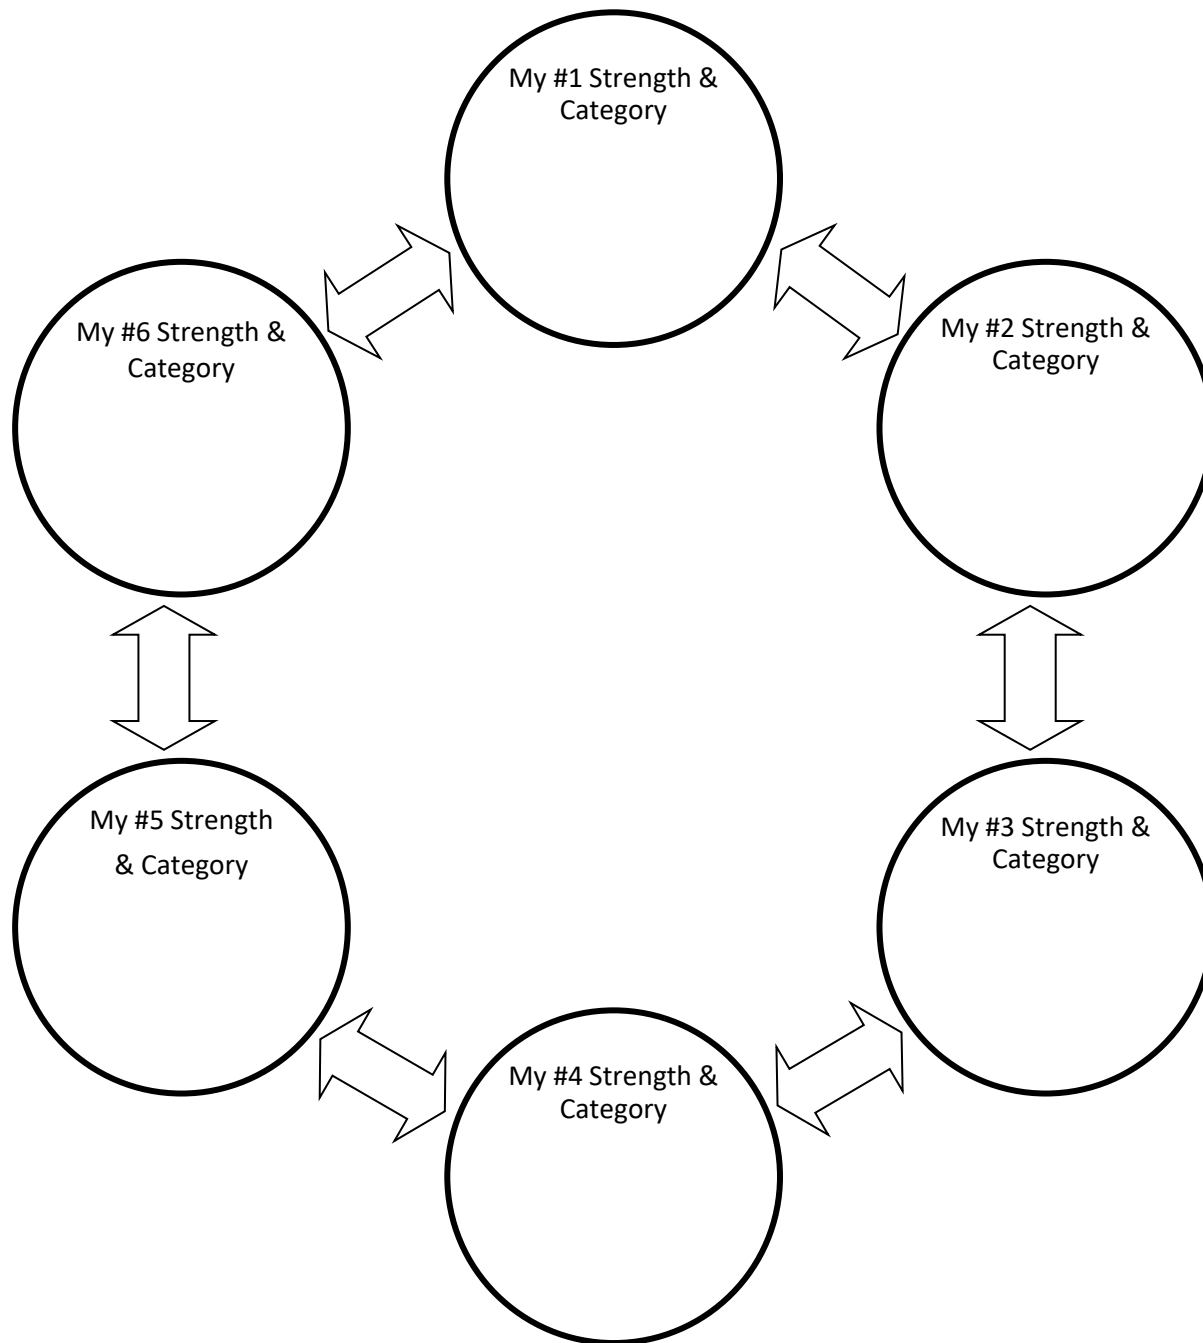 My #1 Strength &
Category
My #2 Strength &
Category
My #3 Strength &
Category
My #4 Strength &
Category
My #5 Strength
& Category
My #6 Strength &
Category